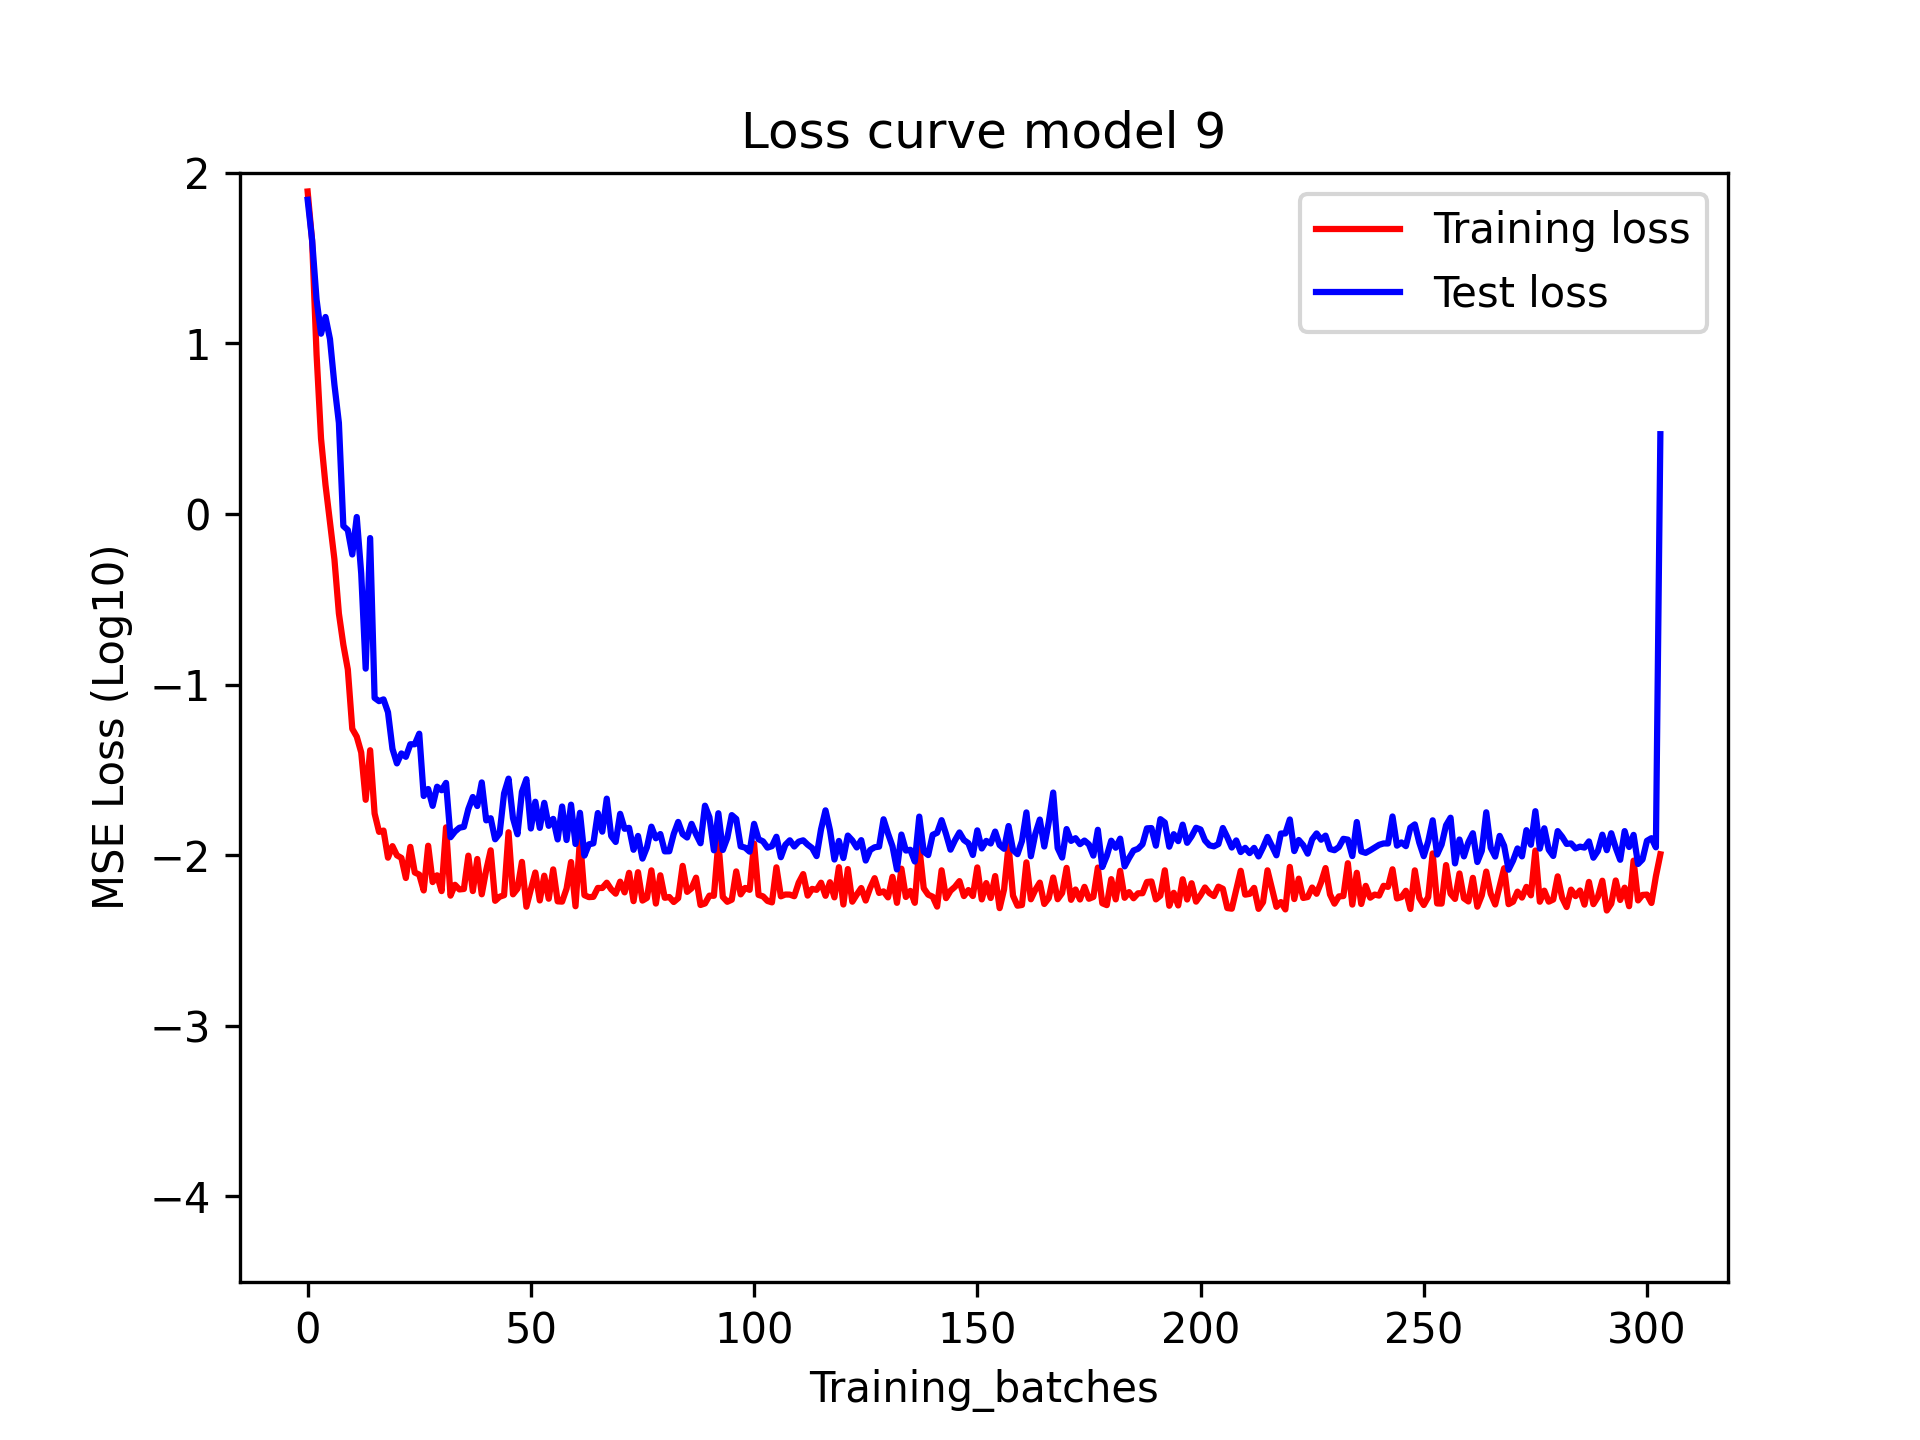 Loss curve model 9
Training loss
Test loss
2
1
0
−1
−2
−3
−4
MSE Loss (Log10)
0 50 100 150 200 250 300
Training_batches